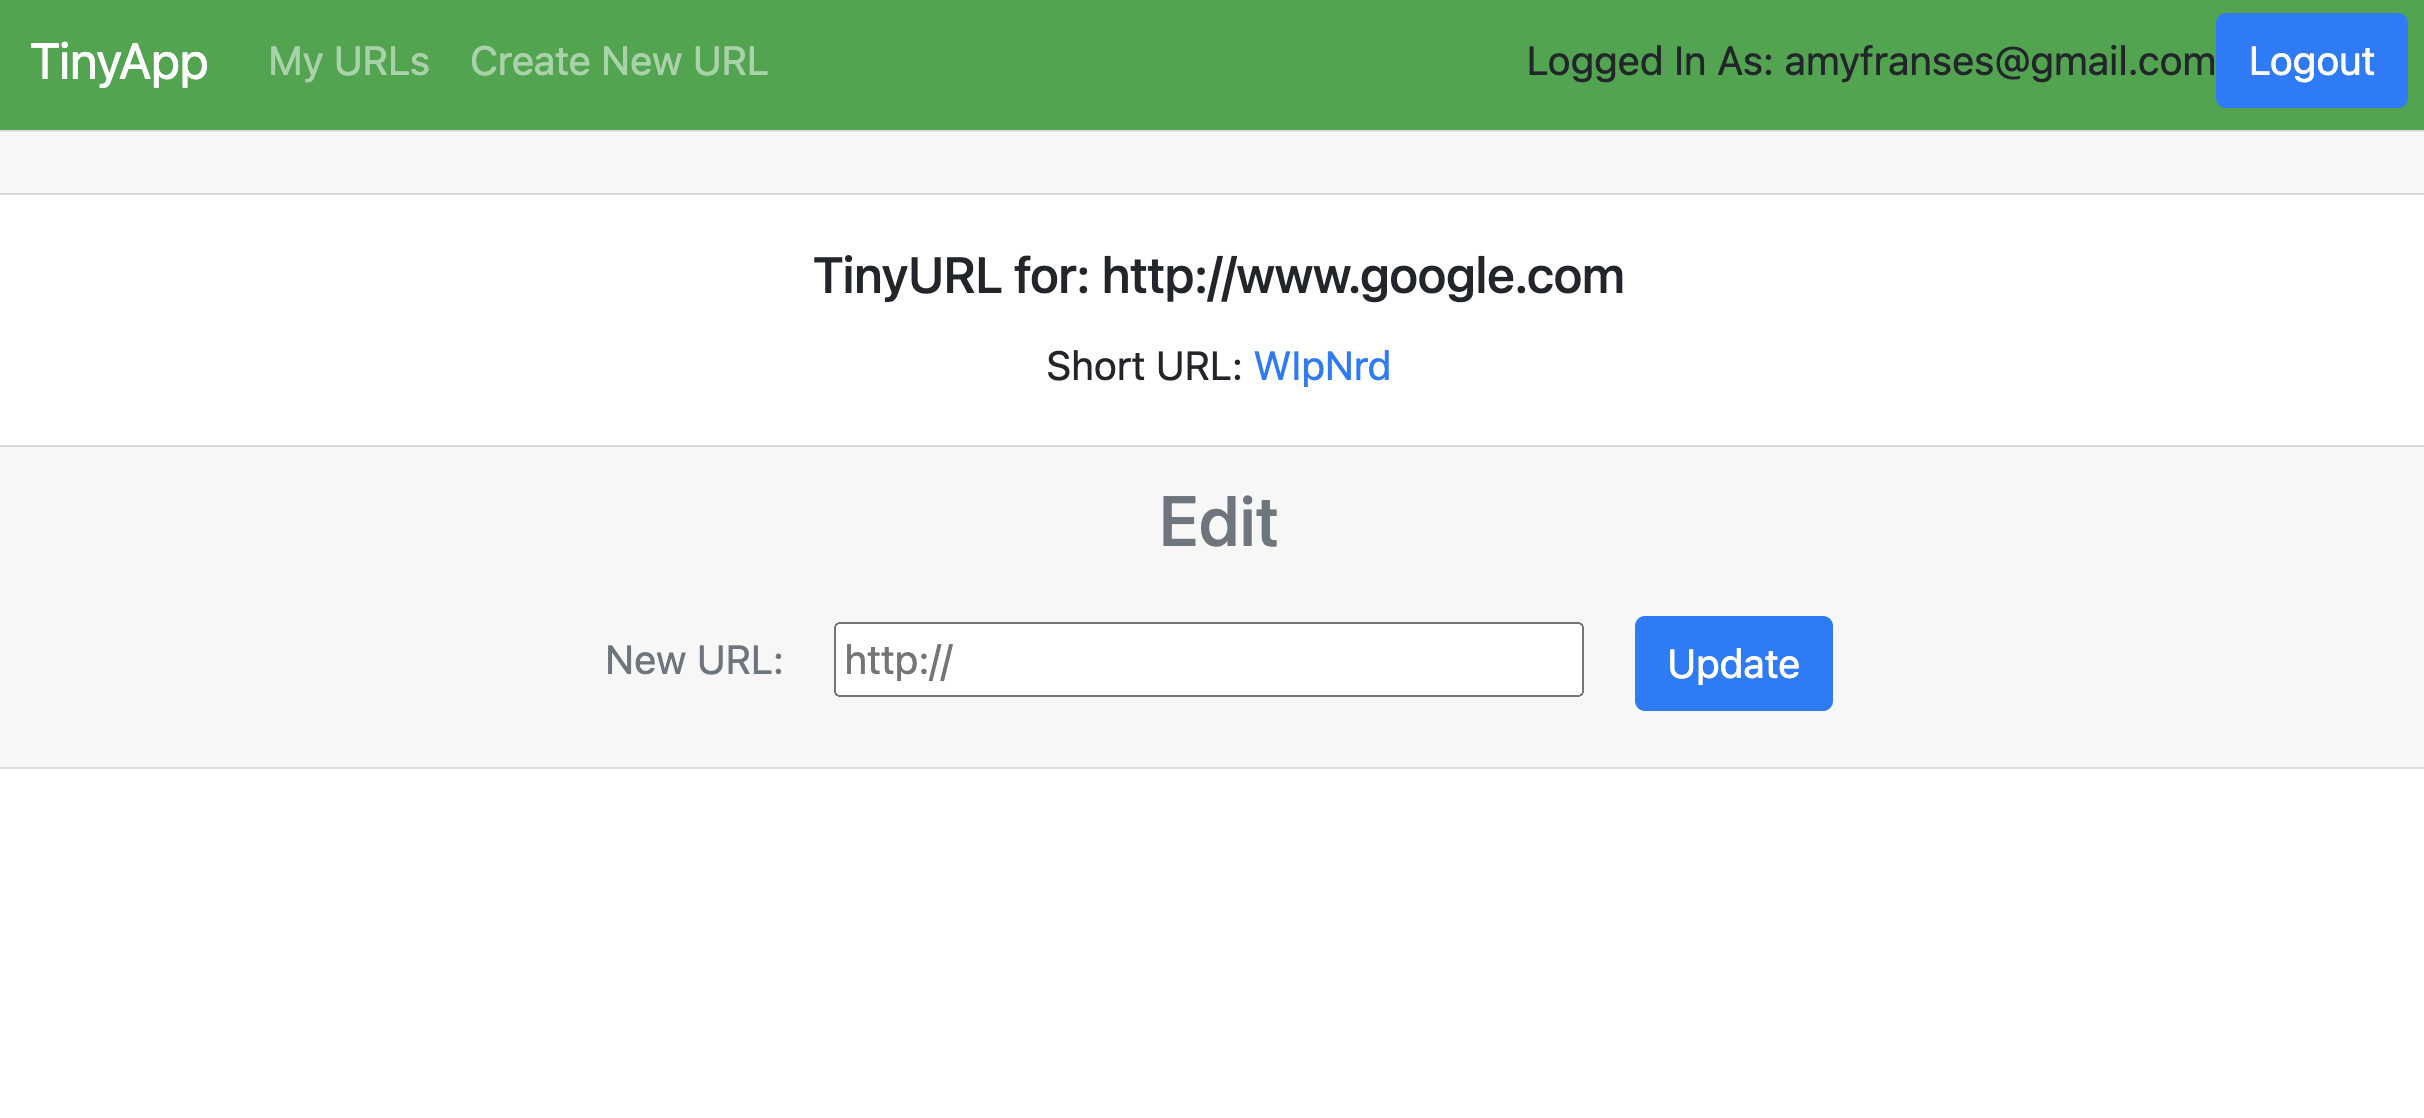 TinyApp My URLs Create New URL Logged In As: amyfranses@gmail.com Logout
TinyURL for: http://www.google.com
Short URL: WIpNrd
Edit
New URL: http:// Update